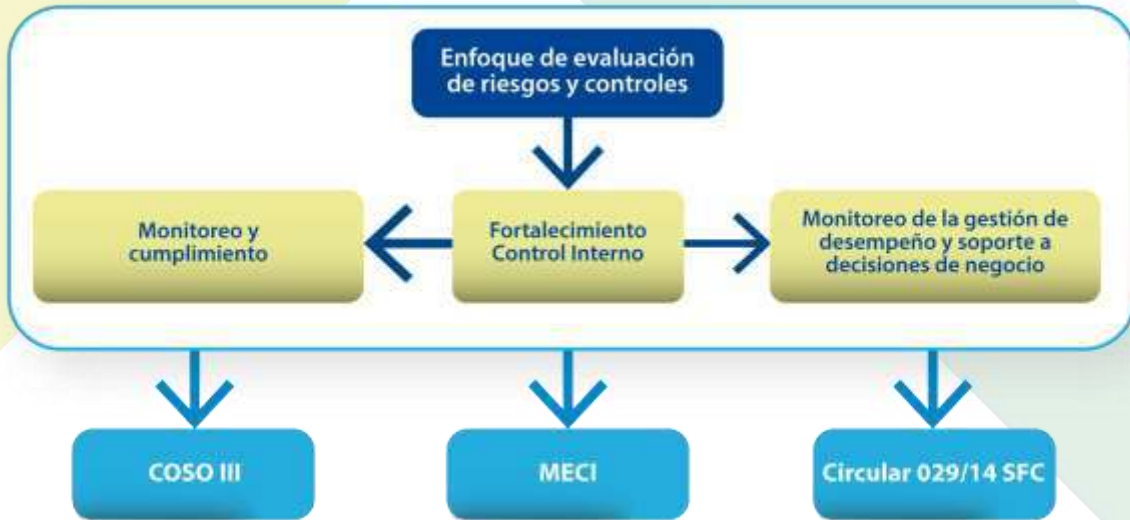 Enfoque de evaluación
de riesgos y controles
Monitoreo y
cumplimiento
Fortalecimiento
Control Interno
Monitoreo de la gestión de
desempeño y soporte a
decisiones de negocio
COSO III
MECI
Circular 029/14 SFC